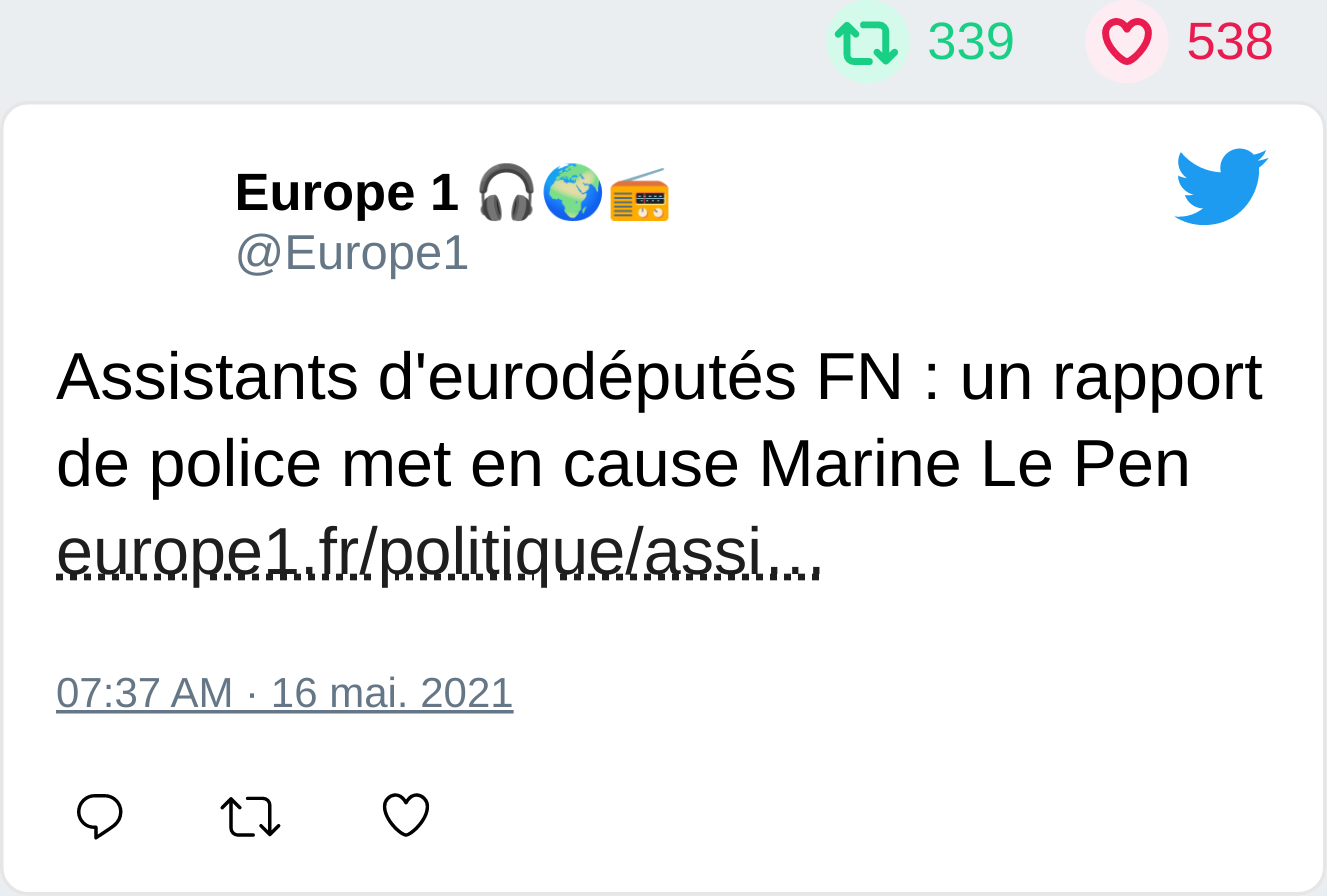 339 538
Europe 1 🎧🌍📻
@Europe1
Assistants d'eurodéputés FN : un rapport
de police met en cause Marine Le Pen
europe1.fr/politique/assi...
07:37 AM · 16 mai. 2021